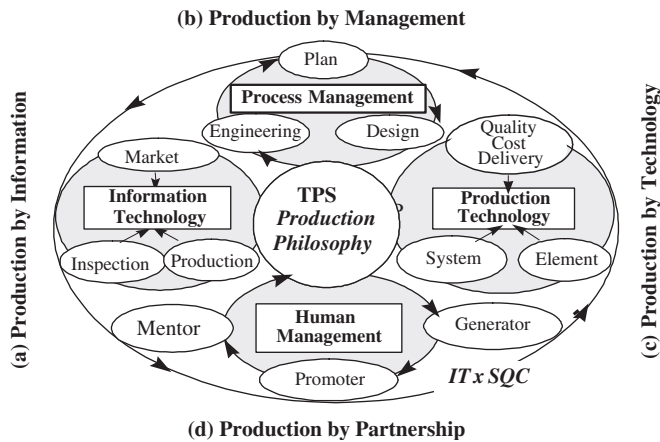 (b) Production by Management
Plan
Process Management
Engineering
Design
Quality
Cost
Delivery
Market
Information
Technology
Inspection
Production
TPS
Production
Philosophy
P
Production
Technology
System
Element
Mentor
Human
Management
Generator
Promoter
IT x SQC
(a) Production by Information
(c) Production by Technology
(d) Production by Partnership